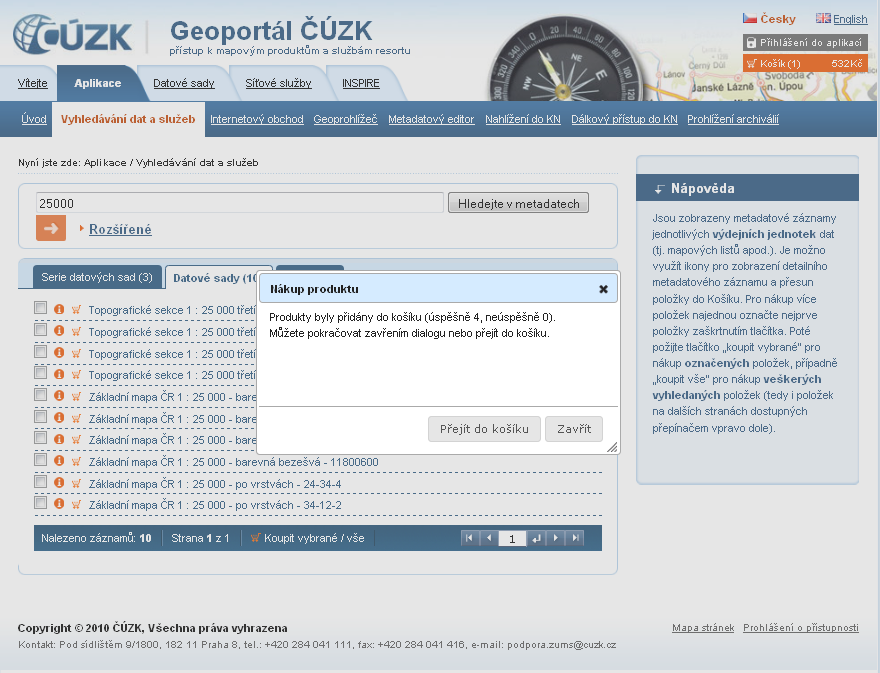 ČÚZK
Geoportál ČÚZK
přístup k mapovým produktům a službám resortu
Česky
English
Přihlášení do aplikací
Košík (1) 532 Kč
Vítejte
Aplikace
Datové sady
Síťové služby
INSPIRE
Úvod
Vyhledávání dat a služeb
Internetový obchod
Geoprohlížeč
Metadatový editor
Nahlížení do KN
Dálkový přístup do KN
Prohlížení archiválií
Nyní jste zde: Aplikace / Vyhledávání dat a služeb
25000
Hledejte v metadatech
Rozšířené
Serie datových sad (3)
Datové sady (10
Topografické sekce 1 : 25 000 třetí
Topografické sekce 1 : 25 000 třetí
Topografické sekce 1 : 25 000 třetí
Topografické sekce 1 : 25 000 třetí
Základní mapa ČR 1 : 25 000 - bare
Základní mapa ČR 1 : 25 000 - bare
Základní mapa ČR 1 : 25 000 - bare
Základní mapa ČR 1 : 25 000 - barevná bezešvá - 11800600
Základní mapa ČR 1 : 25 000 - po vrstvách - 24-34-4
Základní mapa ČR 1 : 25 000 - po vrstvách - 34-12-2
Nalezeno záznamů: 10
Strana 1 z 1
Koupit vybrané / vše
1
Nákup produktu
Produkty byly přidány do košíku (úspěšně 4, neúspěšně 0).
Můžete pokračovat zavřením dialogu nebo přejít do košíku.
Přejít do košíku
Zavřít
Nápověda
Jsou zobrazeny metadatové záznamy
jednotlivých výdejních jednotek dat
(tj. mapových listů apod.). Je možno
využít ikony pro zobrazení detailního
metadatového záznamu a přesun
položky do Košíku. Pro nákup více
položek najednou označte nejprve
položky zaškrtnutím tlačítka. Poté
požijte tlačítko „koupit vybrané" pro
nákup označených položek, případně
„koupit vše" pro nákup veškerých
vyhledaných položek (tedy i položek
na dalších stranách dostupných
přepínačem vpravo dole).
Copyright © 2010 ČÚZK, Všechna práva vyhrazena
Kontakt: Pod sídlištěm 9/1800, 182 11 Praha 8, tel.: +420 284 041 111, fax: +420 284 041 416, e-mail: podpora.zums@cuzk.cz
Mapa stránek
Prohlášení o přístupnosti